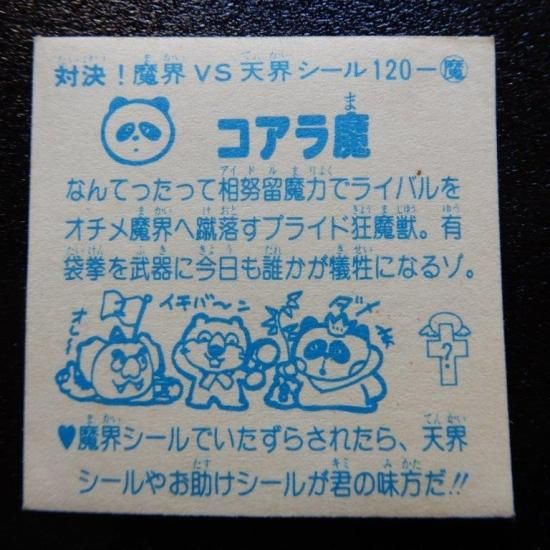 対決！魔界VS天界シール120ー魔
コアラ魔
なんてったって相努留魔力でライバルを
オチメ魔界へ蹴落すプライド狂魔獣。有
袋拳を武器に今日も誰かが犠牲になるゾ。
オレ〜
イチバ〜ン
ダメ
?
♥魔界シールでいたずらされたら、天界
シールやお助けシールが君の味方だ!!